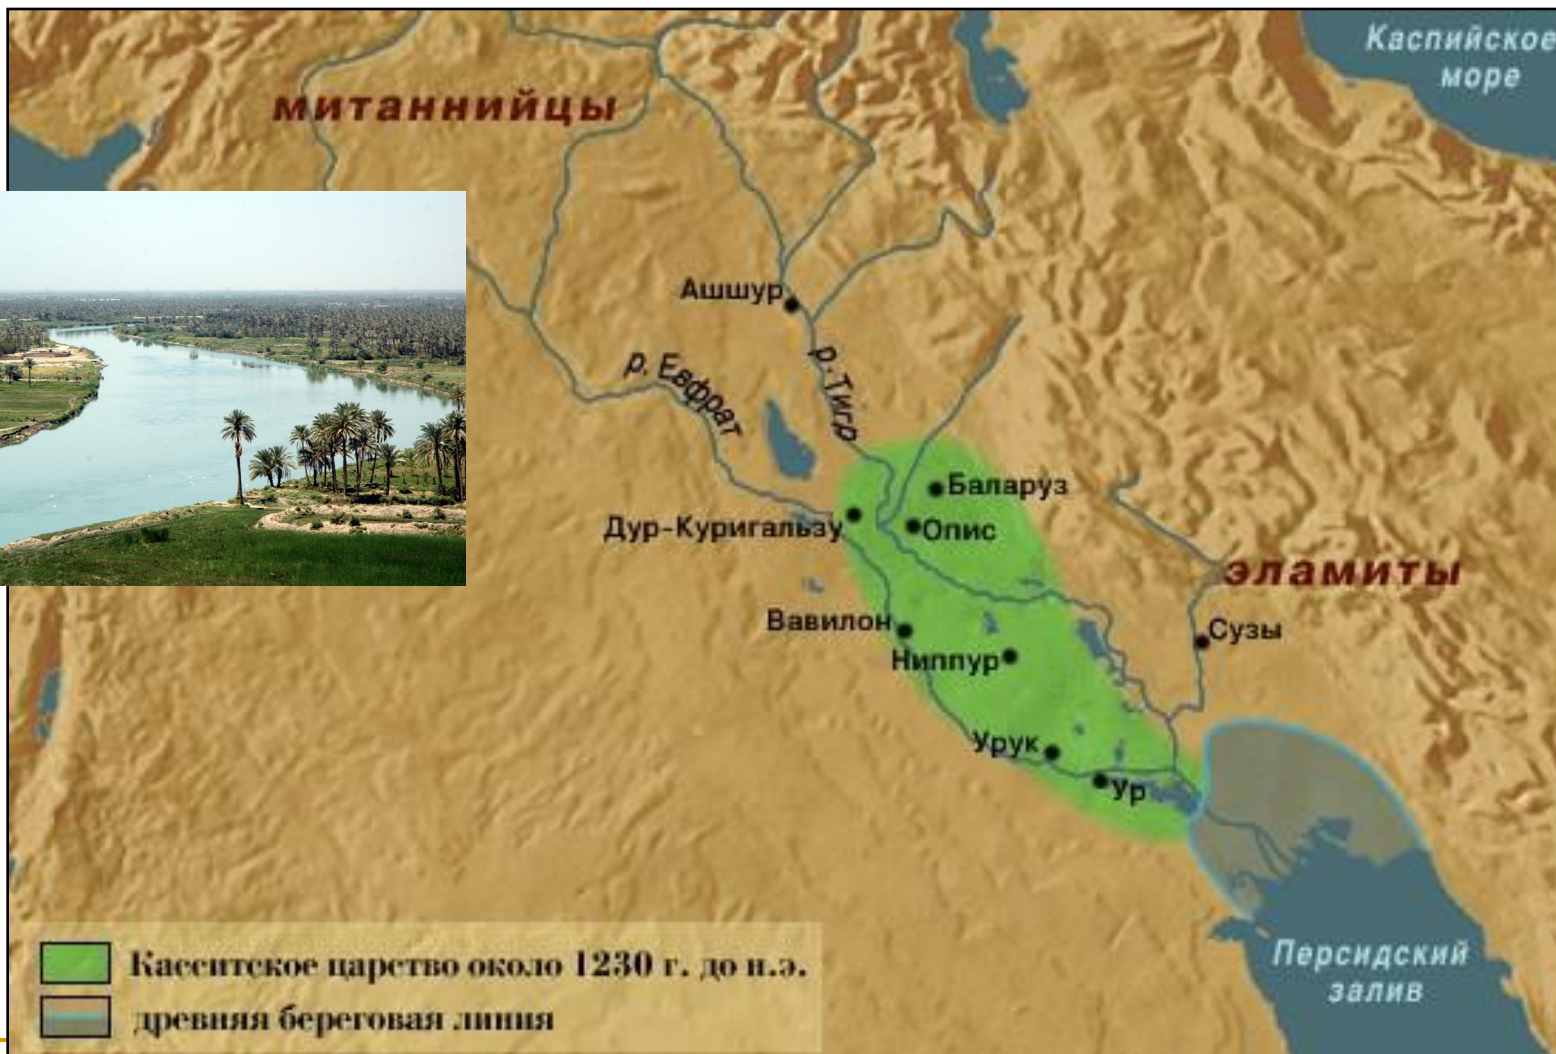 Каспийское
море
митаннийцы
Ашшур
р. Евфрат
р. Тигр
Баларуз
Дур-Куригальзу
Опис
эламиты
Вавилон
Сузы
Ниппур
Урук
Ур
Персидский
залив
Касситское царство около 1230 г. до н.э.
древняя береговая линия